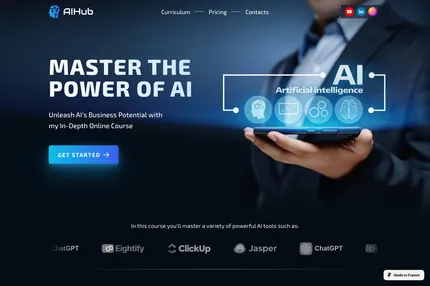 AIHub
Curriculum
Pricing
Contacts
MASTER THE
POWER OF AI
Unleash AI's Business Potential with
my In-Depth Online Course
GET STARTED
AI
Artificial intelligence
In this course you'll master a variety of powerful AI tools such as:
ChatGPT
Eightify
ClickUp
Jasper
ChatGPT
Made in Framer